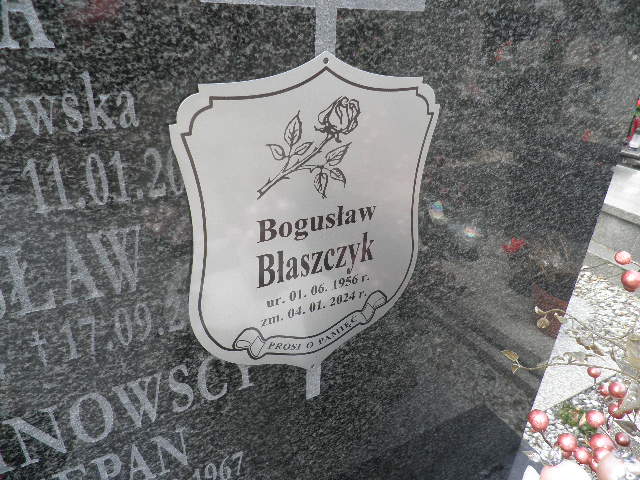 A
owska
11.01.20
Bogusław
Błaszczyk
ur. 01. 06. 1956 r.
zm. 04. 01. 2024 r.
PROSI O PAMIĘĆ
SŁAW
+17.09.2
ANOWSCY
EPAN
1967